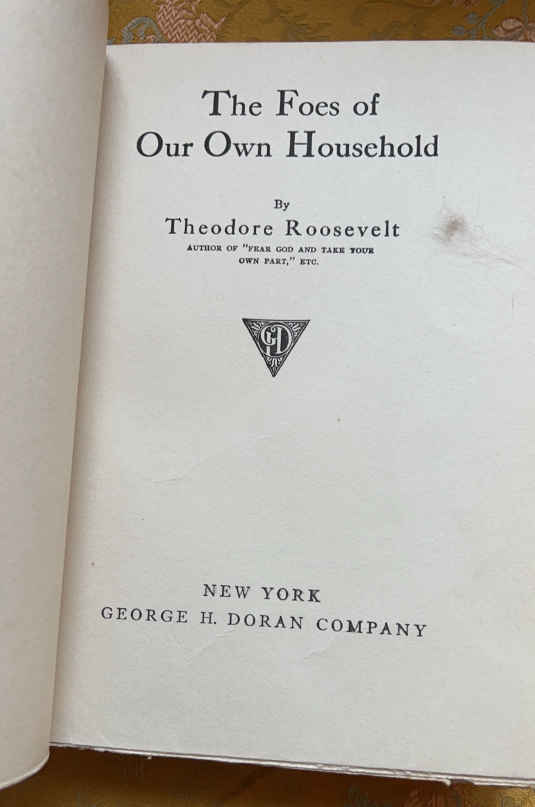 The Foes of
Our Own Household
By
Theodore Roosevelt
AUTHOR OF "FEAR GOD AND TAKE YOUR
OWN PART," ETC.
GHD
NEW YORK
GEORGE H. DORAN COMPANY